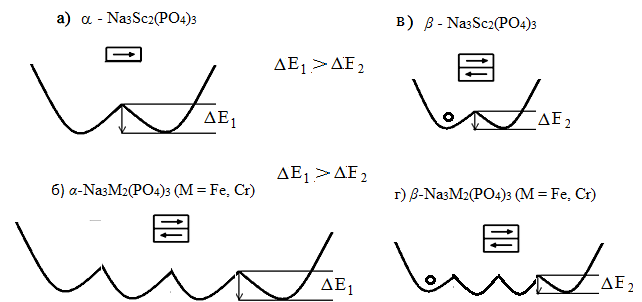 а) α - Na3Sc2(PO4)3
в) β - Na3Sc2(PO4)3
ΔE1 > ΔE2
ΔE1
ΔE2
б) α-Na3M2(PO4)3 (M = Fe, Cr)
ΔE1 > ΔE2
г) β-Na3M2(PO4)3 (M = Fe, Cr)
ΔE1
ΔE2